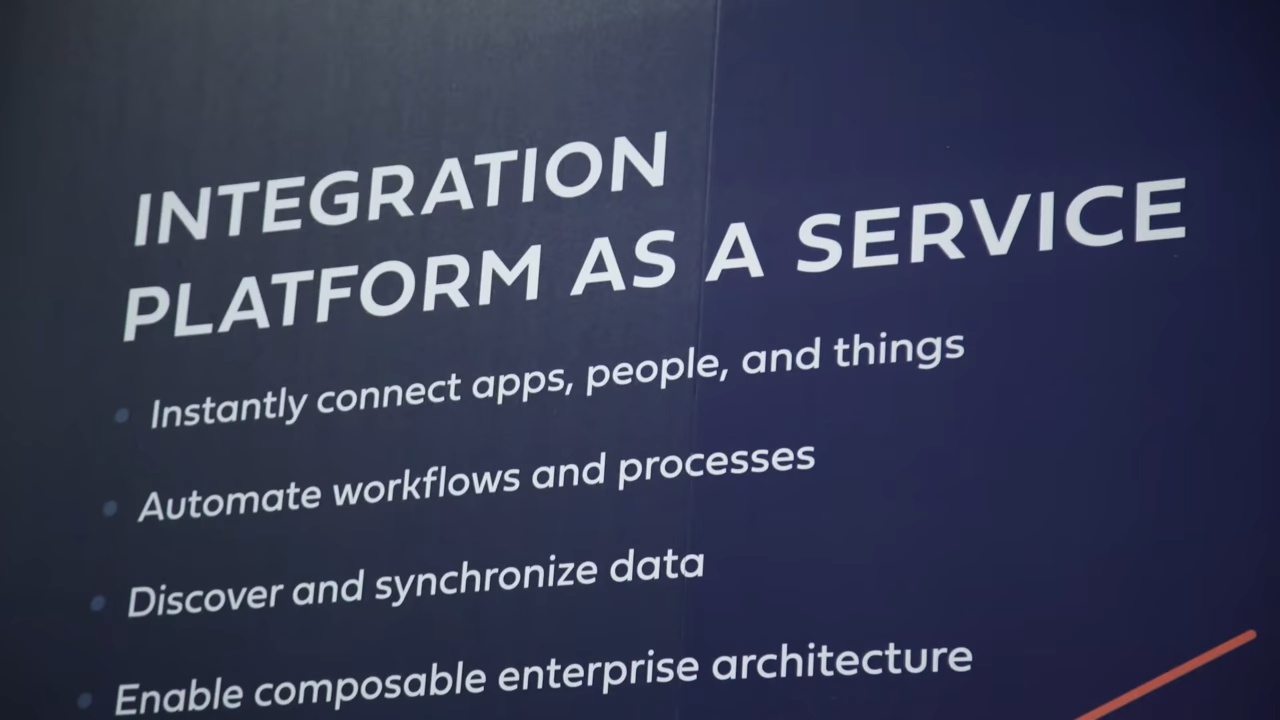 INTEGRATION
PLATFORM AS A SERVICE
• Instantly connect apps, people, and things
• Automate workflows and processes
• Discover and synchronize data
• Enable composable enterprise architecture